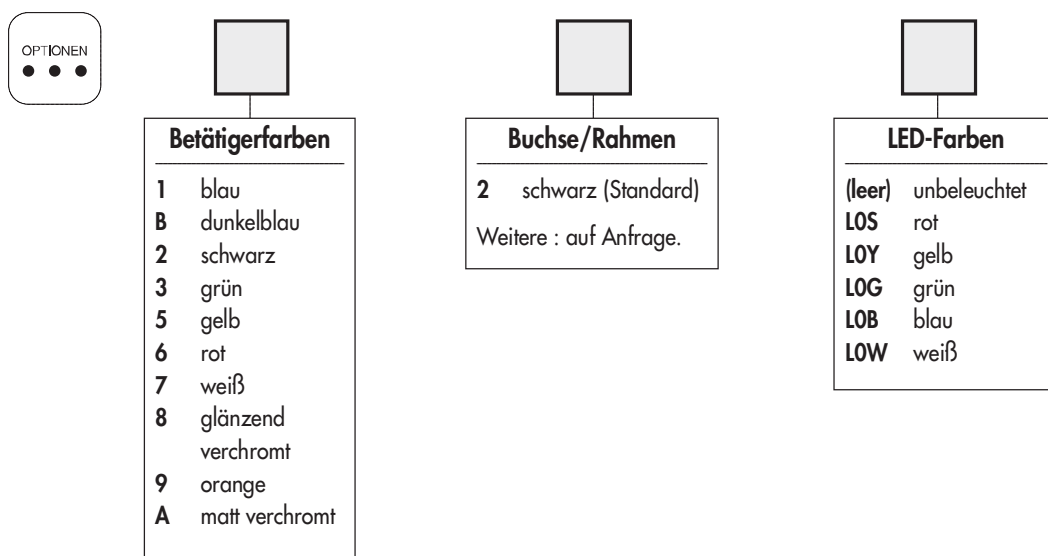 OPTIONEN
Betätigerfarben
1 blau
B dunkelblau
2 schwarz
3 grün
5 gelb
6 rot
7 weiß
8 glänzend
verchromt
9 orange
A matt verchromt
Buchse/Rahmen
2 schwarz (Standard)
Weitere : auf Anfrage.
LED-Farben
(leer) unbeleuchtet
L0S rot
L0Y gelb
L0G grün
L0B blau
L0W weiß